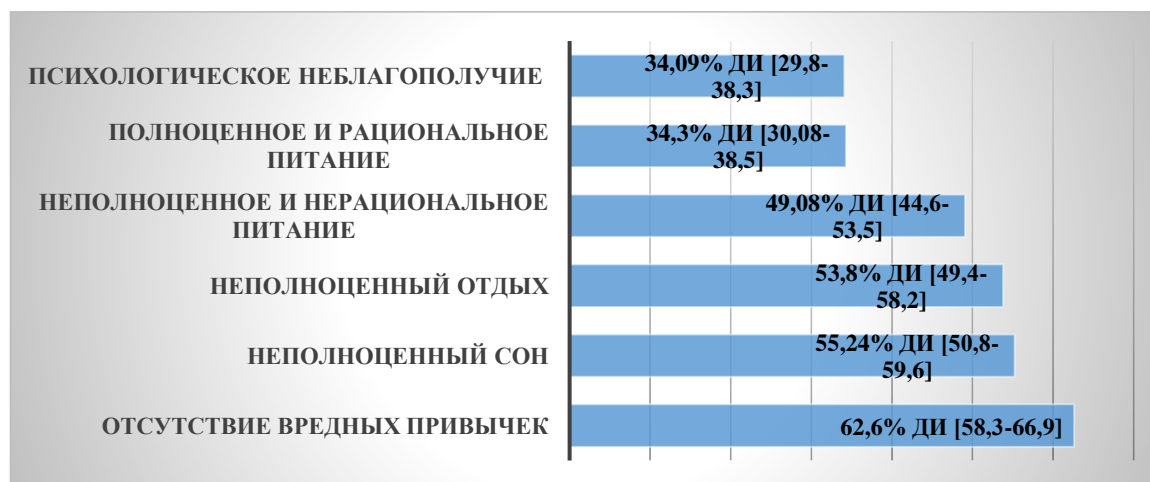 ПСИХОЛОГИЧЕСКОЕ НЕБЛАГОПОЛУЧИЕ
34,09% ДИ [29,8-
38,3]
ПОЛНОЦЕННОЕ И РАЦИОНАЛЬНОЕ
ПИТАНИЕ
34,3% ДИ [30,08-
38,5]
НЕПОЛНОЦЕННОЕ И НЕРАЦИОНАЛЬНОЕ
ПИТАНИЕ
49,08% ДИ [44,6-
53,5]
НЕПОЛНОЦЕННЫЙ ОТДЫХ
53,8% ДИ [49,4-
58,2]
НЕПОЛНОЦЕННЫЙ СОН
55,24% ДИ [50,8-
59,6]
ОТСУТСТВИЕ ВРЕДНЫХ ПРИВЫЧЕК
62,6% ДИ [58,3-66,9]